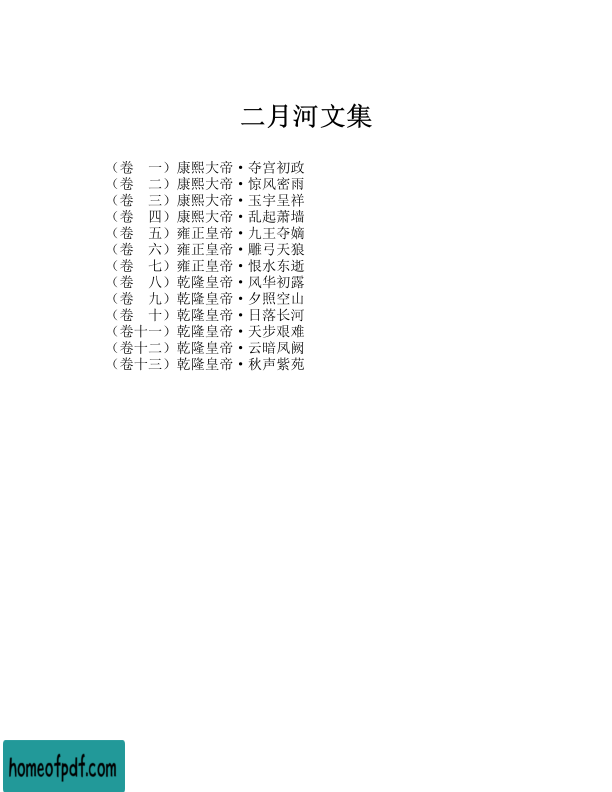 二月河文集
（卷　一）康熙大帝·夺宫初政
（卷　二）康熙大帝·惊风密雨
（卷　三）康熙大帝·玉宇呈祥
（卷　四）康熙大帝·乱起萧墙
（卷　五）雍正皇帝·九王夺嫡
（卷　六）雍正皇帝·雕弓天狼
（卷　七）雍正皇帝·恨水东逝
（卷　八）乾隆皇帝·风华初露
（卷　九）乾隆皇帝·夕照空山
（卷　十）乾隆皇帝·日落长河
（卷十一）乾隆皇帝·天步艰难
（卷十二）乾隆皇帝·云暗凤阙
（卷十三）乾隆皇帝·秋声紫苑
homeofpdf.com